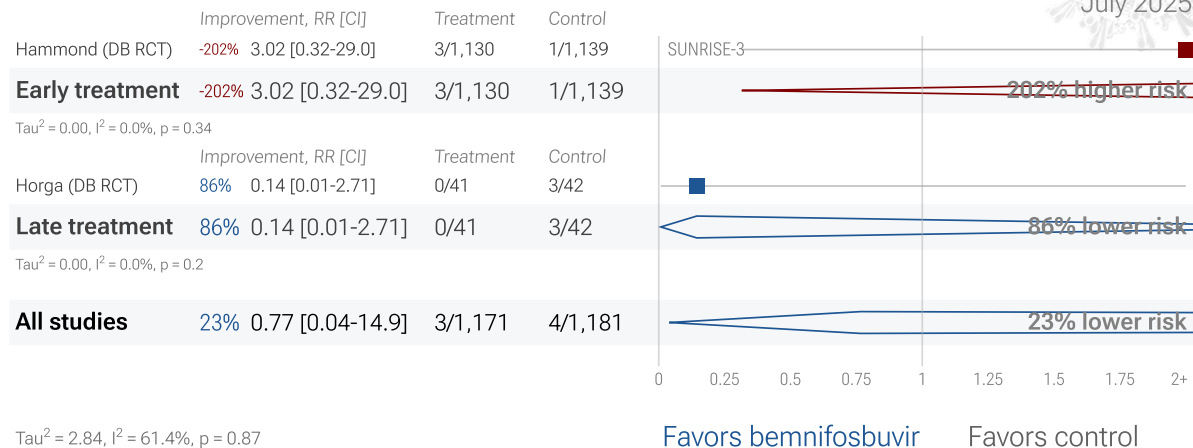 July 2025
Improvement, RR [CI] Treatment Control
Hammond (DB RCT) -202% 3.02 [0.32-29.0] 3/1,130 1/1,139 SUNRISE-3
Early treatment -202% 3.02 [0.32-29.0] 3/1,130 1/1,139 202% higher risk
Tau² = 0.00, I² = 0.0%, p = 0.34
Improvement, RR [CI] Treatment Control
Horga (DB RCT) 86% 0.14 [0.01-2.71] 0/41 3/42
Late treatment 86% 0.14 [0.01-2.71] 0/41 3/42 86% lower risk
Tau² = 0.00, I² = 0.0%, p = 0.2
All studies 23% 0.77 [0.04-14.9] 3/1,171 4/1,181 23% lower risk
0 0.25 0.5 0.75 1 1.25 1.5 1.75 2+
Tau² = 2.84, I² = 61.4%, p = 0.87 Favors bemnifosbuvir Favors control